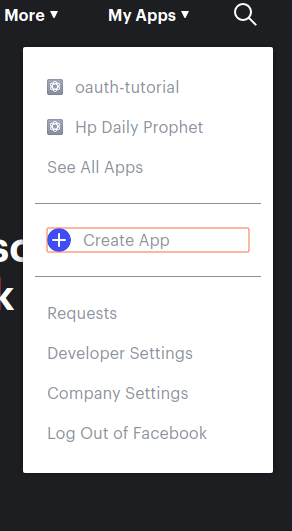 More ▼ My Apps ▼
oauth-tutorial
Hp Daily Prophet
See All Apps
Create App
k
Requests
Developer Settings
Company Settings
Log Out of Facebook